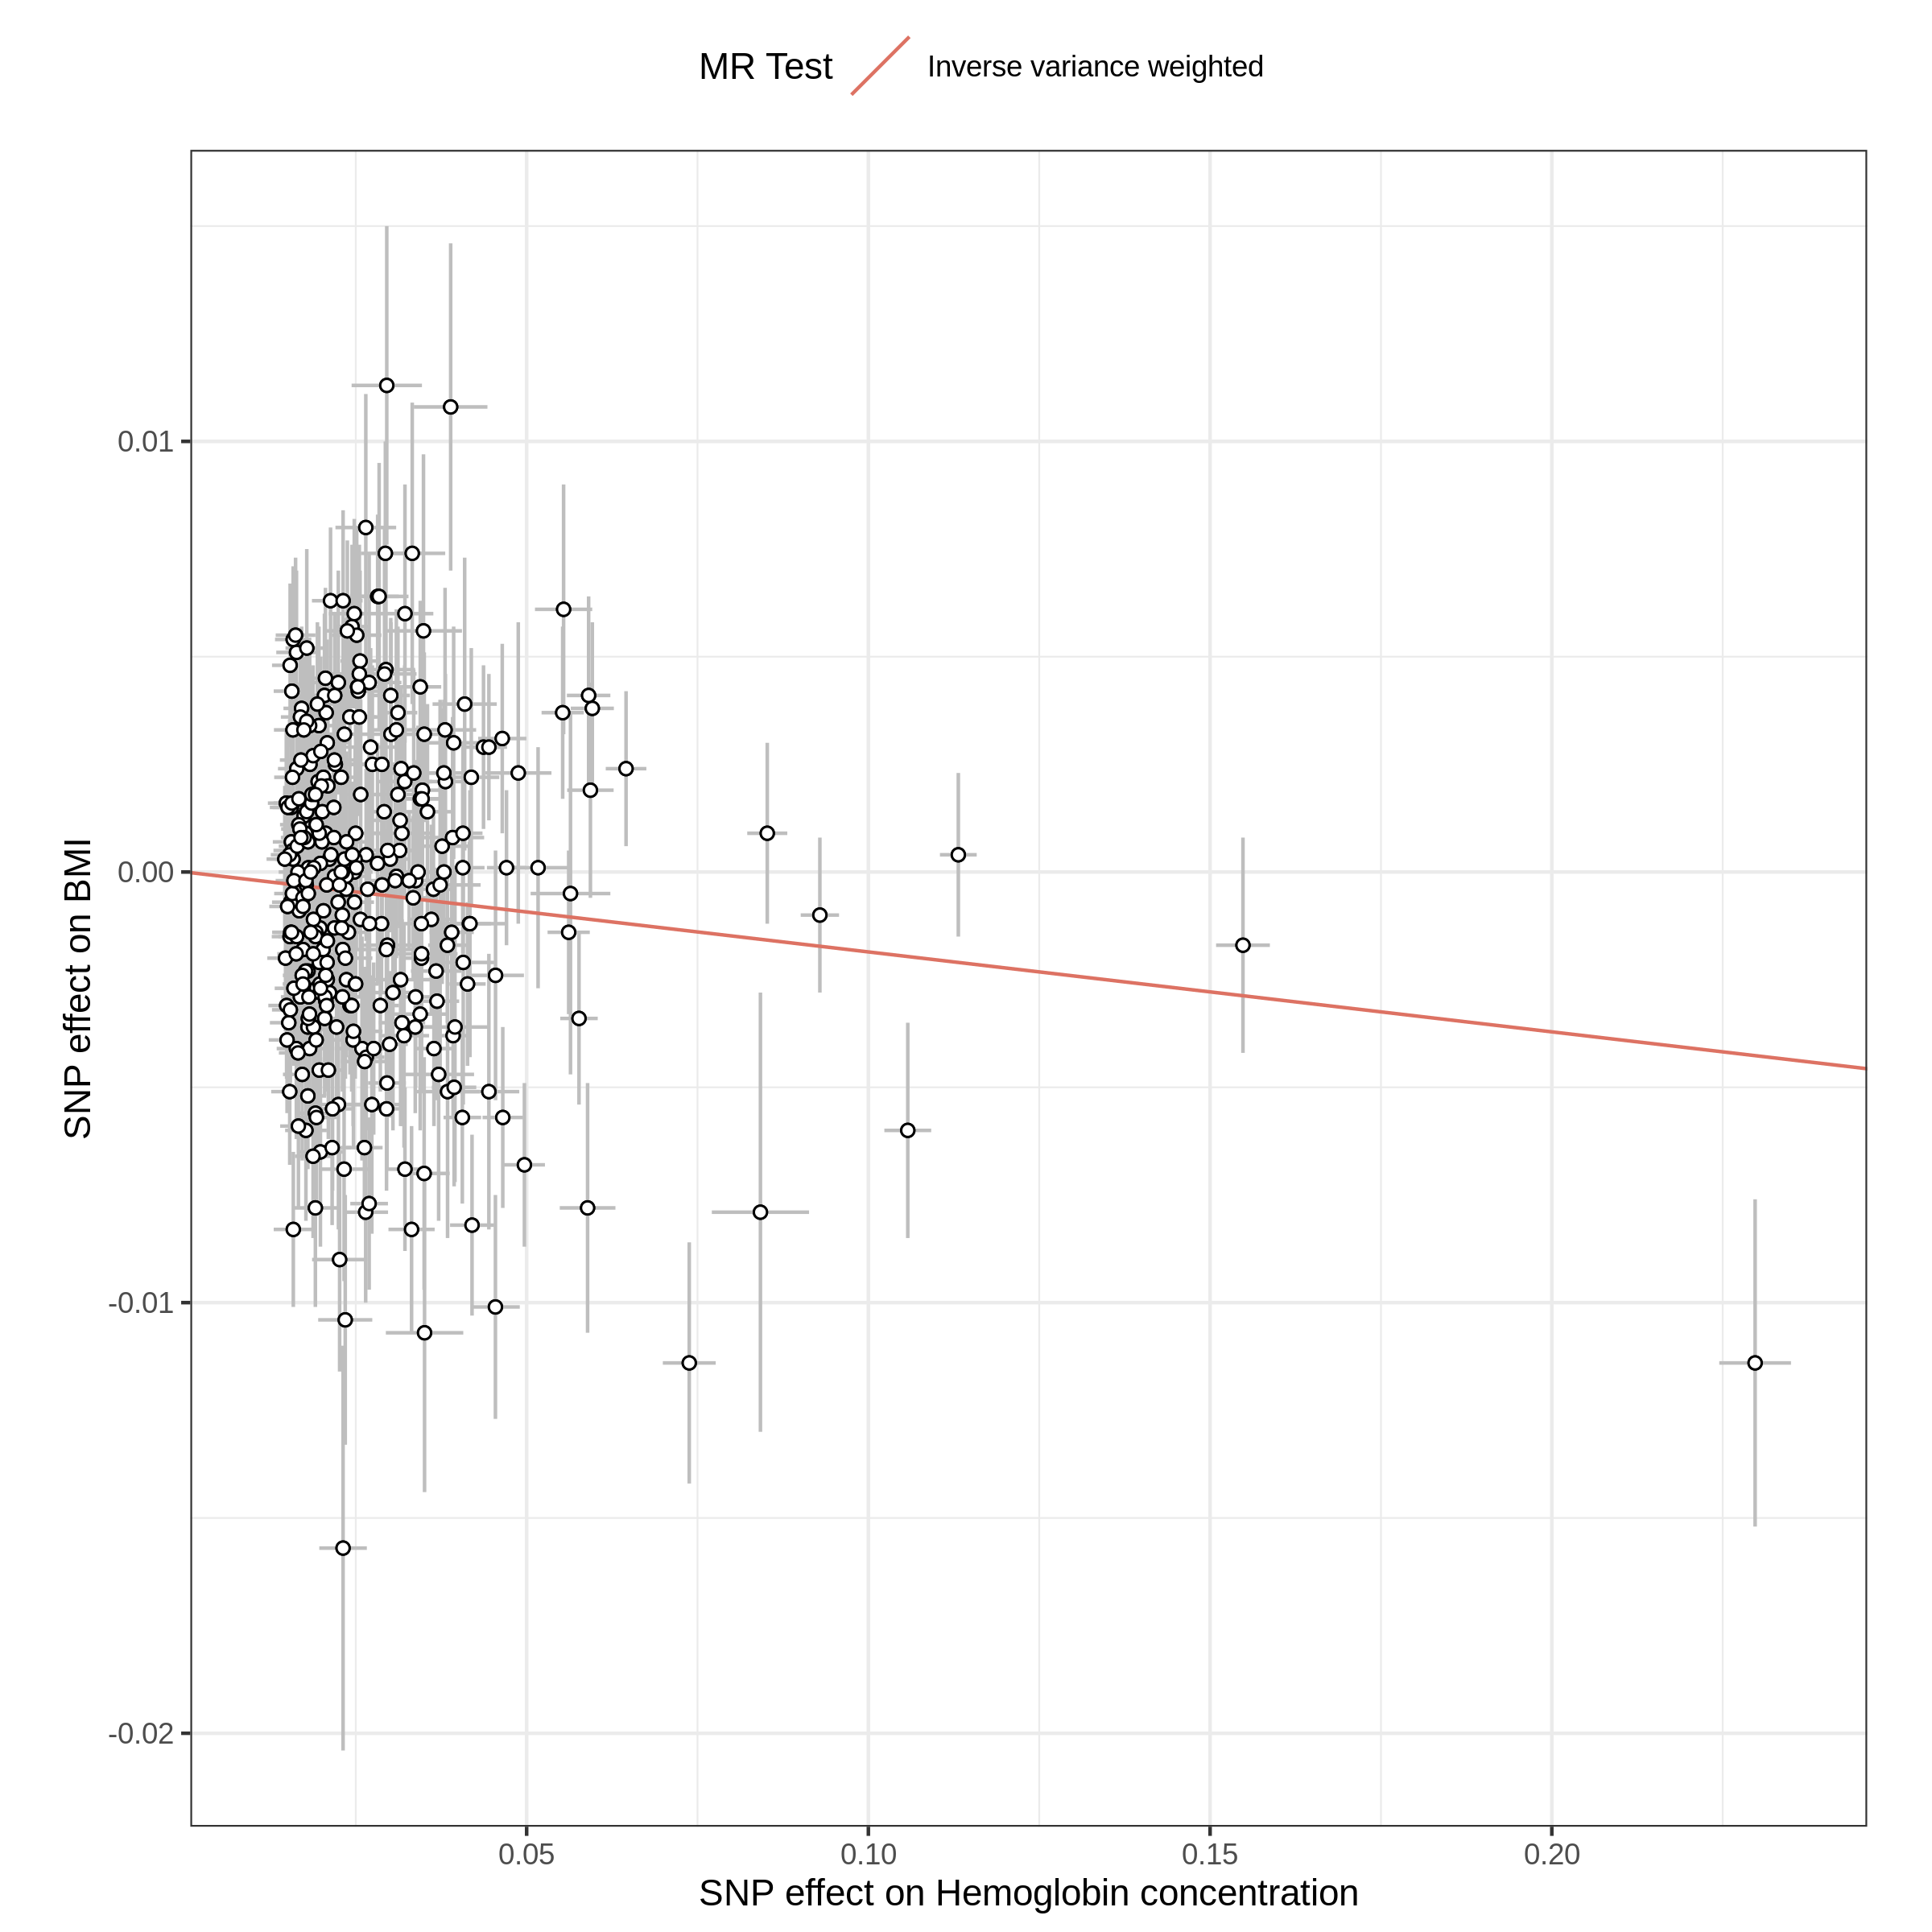 MR Test Inverse variance weighted
SNP effect on BMI
0.01
0.00
-0.01
-0.02
0.05 0.10 0.15 0.20
SNP effect on Hemoglobin concentration